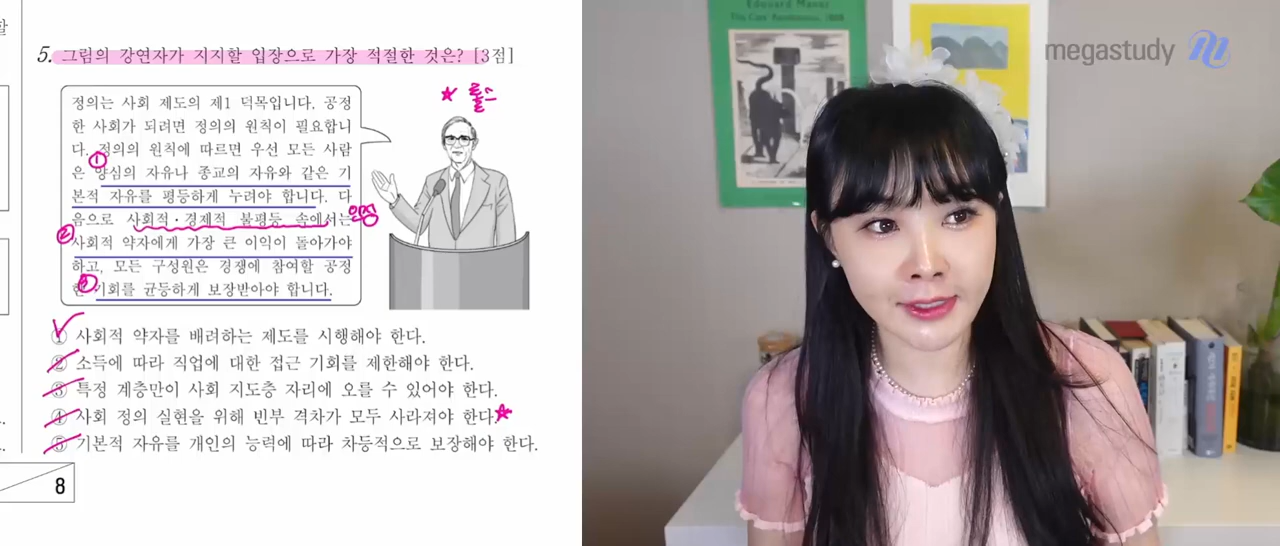 5. 그림의 강연자가 지지할 입장으로 가장 적절한 것은? [3점]
정의는 사회 제도의 제1 덕목입니다. 공정
한 사회가 되려면 정의의 원칙이 필요합니
다. 정의의 원칙에 따르면 우선 모든 사람
은 양심의 자유나 종교의 자유와 같은 기
본적 자유를 평등하게 누려야 합니다. 다
음으로 사회적·경제적 불평등 속에서는
사회적 약자에게 가장 큰 이익이 돌아가야
하고, 모든 구성원은 경쟁에 참여할 공정
한 기회를 균등하게 보장받아야 합니다.
①
②
③
인정
★ 롤스
① 사회적 약자를 배려하는 제도를 시행해야 한다.
② 소득에 따라 직업에 대한 접근 기회를 제한해야 한다.
③ 특정 계층만이 사회 지도층 자리에 오를 수 있어야 한다.
④ 사회 정의 실현을 위해 빈부 격차가 모두 사라져야 한다.
⑤ 기본적 자유를 개인의 능력에 따라 차등적으로 보장해야 한다.
8
Edouard Manet
megastudy